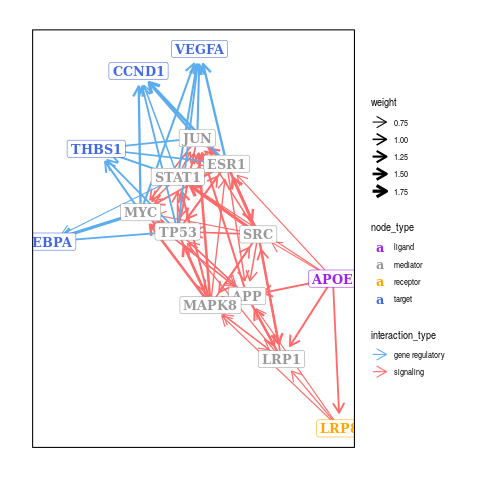 VEGFA
CCND1
JUN
THBS1
ESR1
STAT1
MYC
TP53
SRC
EBPA
APOE
APP
MAPK8
LRP1
LRP8
weight
0.75
1.00
1.25
1.50
1.75
node_type
a ligand
a mediator
a receptor
a target
interaction_type
gene regulatory
signaling